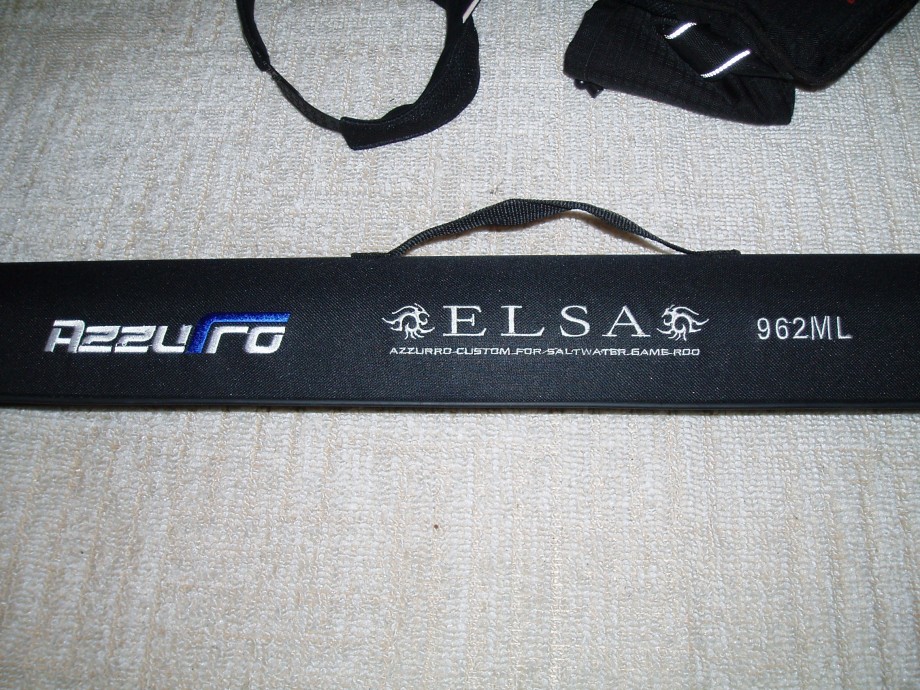 Azzurro
ELSA
AZZURRO CUSTOM FOR SALTWATER GAME ROD
962ML